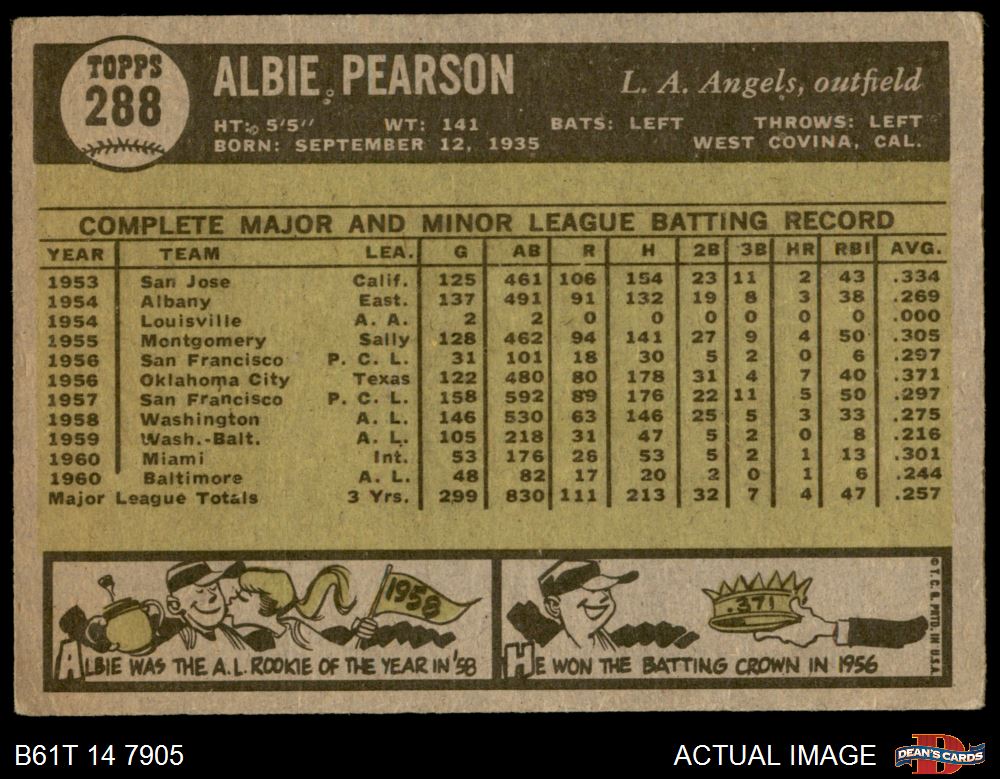 TOPPS
288
ALBIE PEARSON
L. A. Angels, outfield
HT: 5'5" WT: 141 BATS: LEFT THROWS: LEFT
BORN: SEPTEMBER 12, 1935 WEST COVINA, CAL.
COMPLETE MAJOR AND MINOR LEAGUE BATTING RECORD
YEAR TEAM LEA. G AB R H 2B 3B HR RBI AVG.
1953 San Jose Calif. 125 461 106 154 23 11 2 43 .334
1954 Albany East. 137 491 91 132 19 8 3 38 .269
1954 Louisville A. A. 2 2 0 0 0 0 0 0 .000
1955 Montgomery Sally 128 462 94 141 27 9 4 50 .305
1956 San Francisco P. C. L. 31 101 18 30 5 2 0 6 .297
1956 Oklahoma City Texas 122 480 80 178 31 4 7 40 .371
1957 San Francisco P. C. L. 158 592 89 176 22 11 5 50 .297
1958 Washington A. L. 146 530 63 146 25 5 3 33 .275
1959 Wash.-Balt. A. L. 105 218 31 47 5 2 0 8 .216
1960 Miami Int. 53 176 26 53 5 2 1 13 .301
1960 Baltimore A. L. 48 82 17 20 2 0 1 6 .244
Major League Totals 3 Yrs. 299 830 111 213 32 7 4 47 .257
1958
ALBIE WAS THE A.L. ROOKIE OF THE YEAR IN '58
.371
HE WON THE BATTING CROWN IN 1956
© T. C. G. PRTD. IN U.S.A.
B61T 14 7905
ACTUAL IMAGE
DEAN'S CARDS